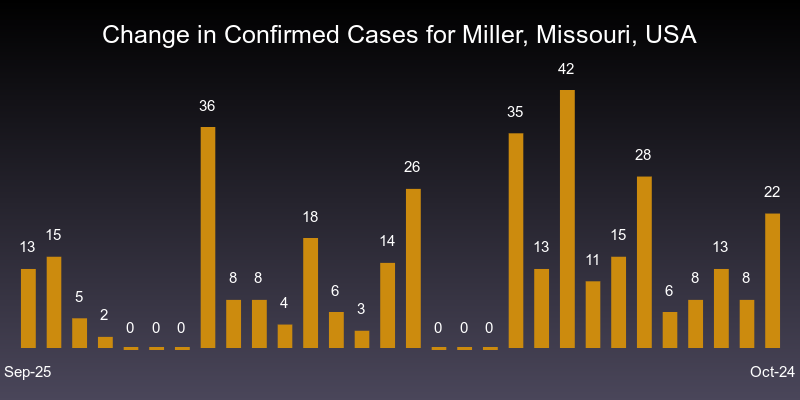 Change in Confirmed Cases for Miller, Missouri, USA
13 15 5 2 0 0 0 36 8 8 4 18 6 3 14 26 0 0 0 35 13 42 11 15 28 6 8 13 8 22
Sep-25 Oct-24